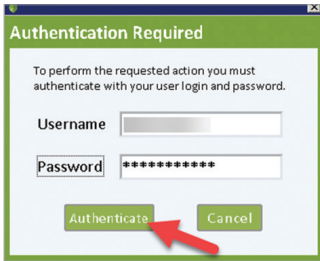 Authentication Required
To perform the requested action you must
authenticate with your user login and password.
Username
Password ***********
Authenticate Cancel